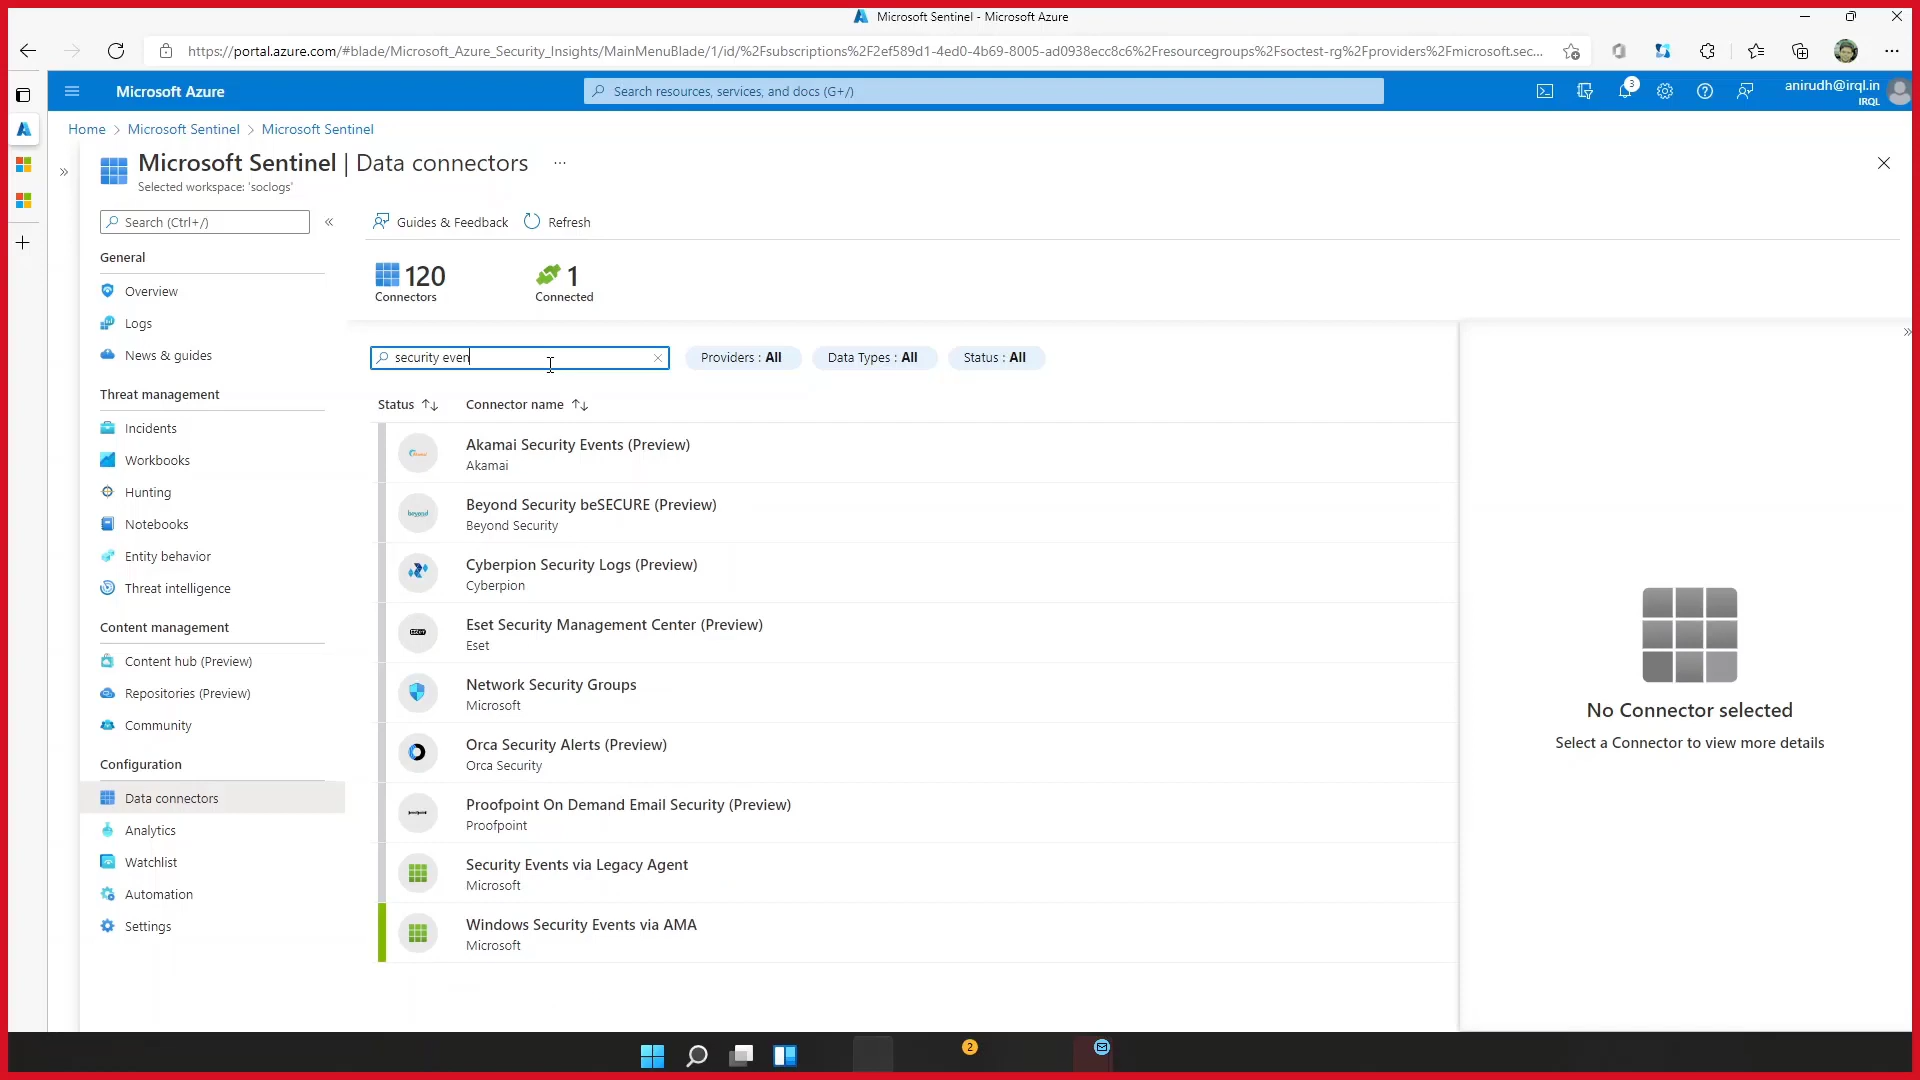 Microsoft Sentinel - Microsoft Azure
https://portal.azure.com/#blade/Microsoft_Azure_Security_Insights/MainMenuBlade/1/id/%2Fsubscriptions%2F2ef589d1-4ed0-4b69-8005-ad0938ecc8c6%2Fresourcegroups%2Fsoctest-rg%2Fproviders%2Fmicrosoft.sec...
Microsoft Azure
Search resources, services, and docs (G+/)
3
anirudh@irql.in
IRQL
Home > Microsoft Sentinel > Microsoft Sentinel
Microsoft Sentinel | Data connectors ...
Selected workspace: 'soclogs'
Search (Ctrl+/)
Guides & Feedback
Refresh
General
Overview
Logs
News & guides
Threat management
Incidents
Workbooks
Hunting
Notebooks
Entity behavior
Threat intelligence
Content management
Content hub (Preview)
Repositories (Preview)
Community
Configuration
Data connectors
Analytics
Watchlist
Automation
Settings
120
Connectors
1
Connected
security even
Providers : All
Data Types : All
Status : All
Status
Connector name
Akamai Security Events (Preview)
Akamai
beyond
Beyond Security beSECURE (Preview)
Beyond Security
Cyberpion Security Logs (Preview)
Cyberpion
Eset Security Management Center (Preview)
Eset
Network Security Groups
Microsoft
Orca Security Alerts (Preview)
Orca Security
Proofpoint On Demand Email Security (Preview)
Proofpoint
Security Events via Legacy Agent
Microsoft
Windows Security Events via AMA
Microsoft
No Connector selected
Select a Connector to view more details
2